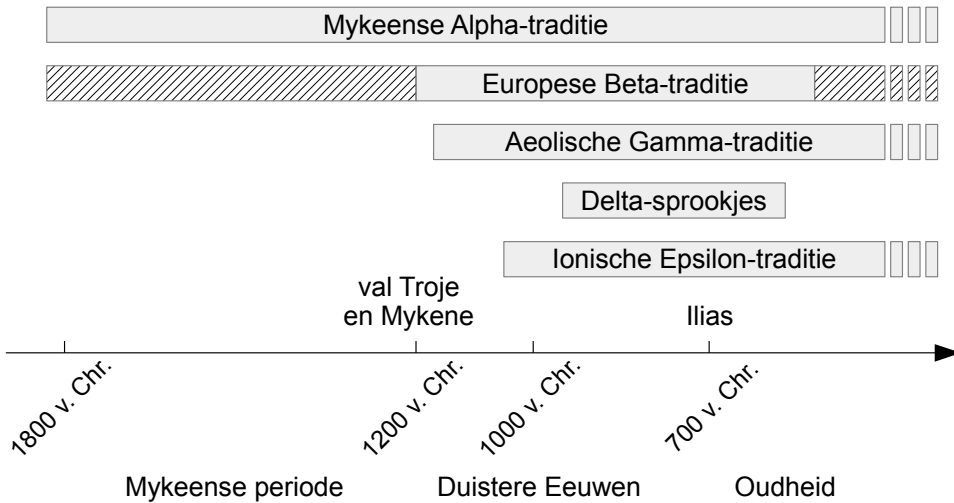 Mykeense Alpha-traditie
Europese Beta-traditie
Aeolische Gamma-traditie
Delta-sprookjes
Ionische Epsilon-traditie
val Troje
en Mykene
Ilias
1800 v. Chr.
1200 v. Chr.
1000 v. Chr.
700 v. Chr.
Mykeense periode
Duistere Eeuwen
Oudheid